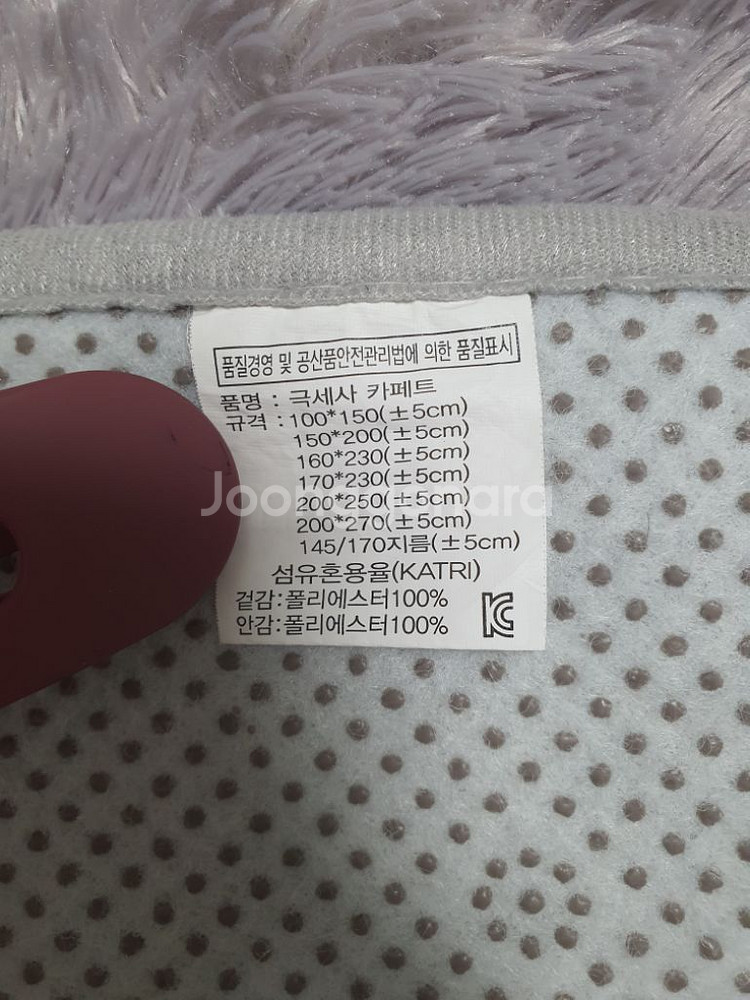 품질경영 및 공산품안전관리법에 의한 품질표시
품명 : 극세사 카페트
규격 : 100*150(±5cm)
150*200(±5cm)
160*230(±5cm)
170*230(±5cm)
200*250(±5cm)
200*270(±5cm)
145/170지름(±5cm)
섬유혼용율(KATRI)
겉감:폴리에스터100%
안감:폴리에스터100%
Joonggonara